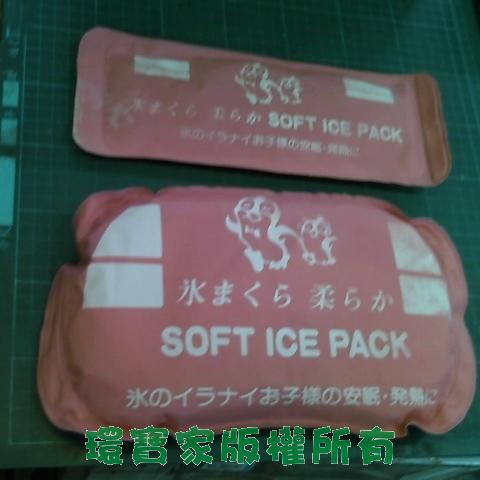 氷まくら 柔らか SOFT ICE PACK
氷のイラナイお子様の安眠・発熱に
氷まくら 柔らか
SOFT ICE PACK
氷のイラナイお子様の安眠・発熱に
環寶家版權所有